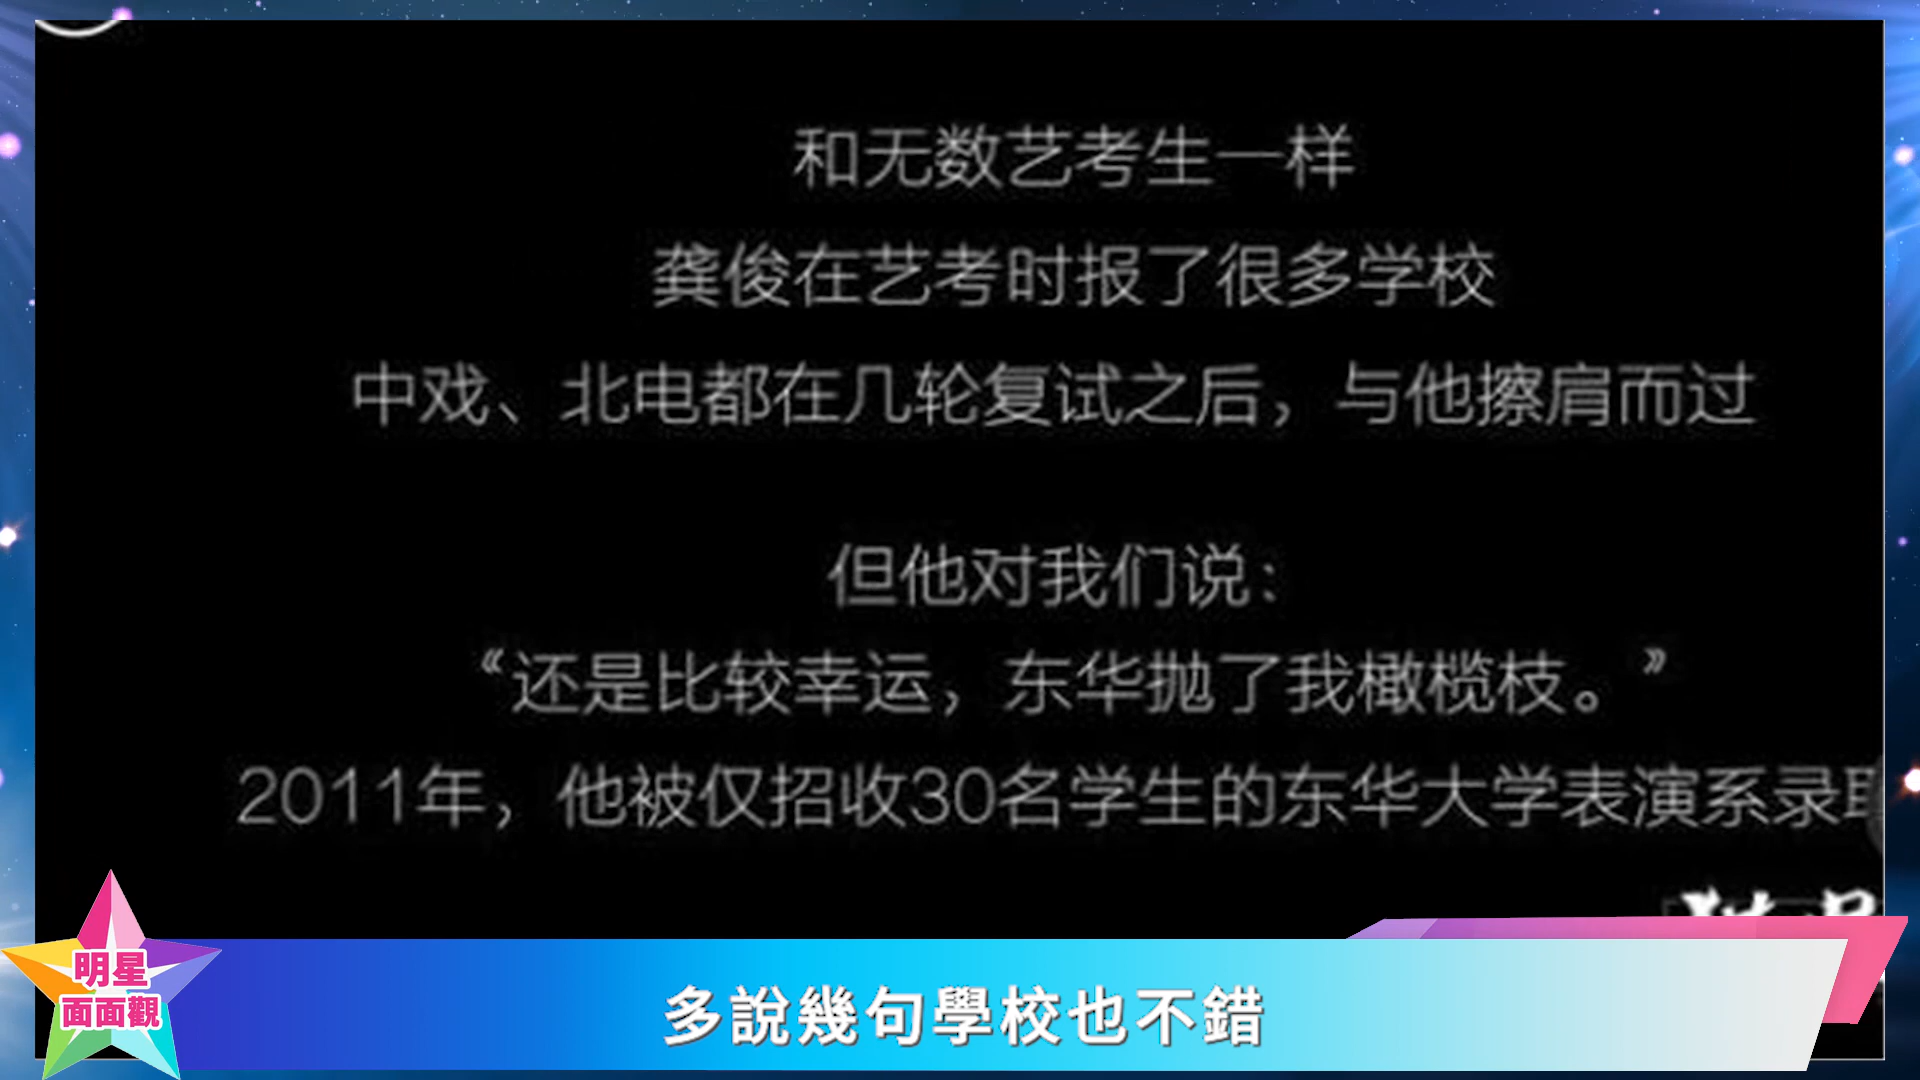 和无数艺考生一样
龚俊在艺考时报了很多学校
中戏、北电都在几轮复试之后，与他擦肩而过
但他对我们说：
“还是比较幸运，东华抛了我橄榄枝。”
2011年，他被仅招收30名学生的东华大学表演系录取
明星
面面觀
多說幾句學校也不錯